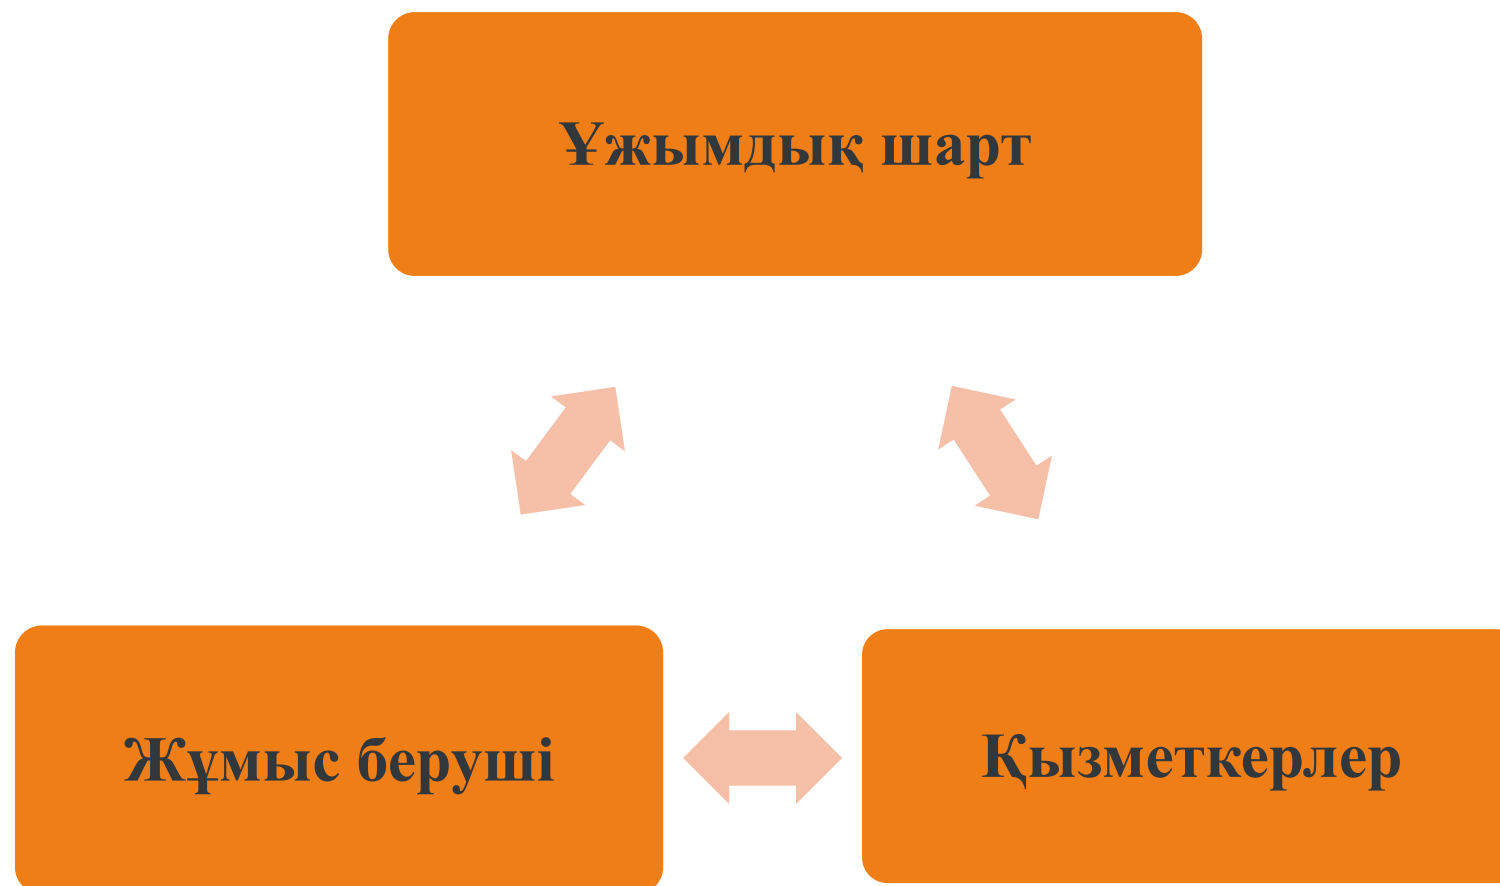 Ұжымдық шарт
Жұмыс беруші
Қызметкерлер